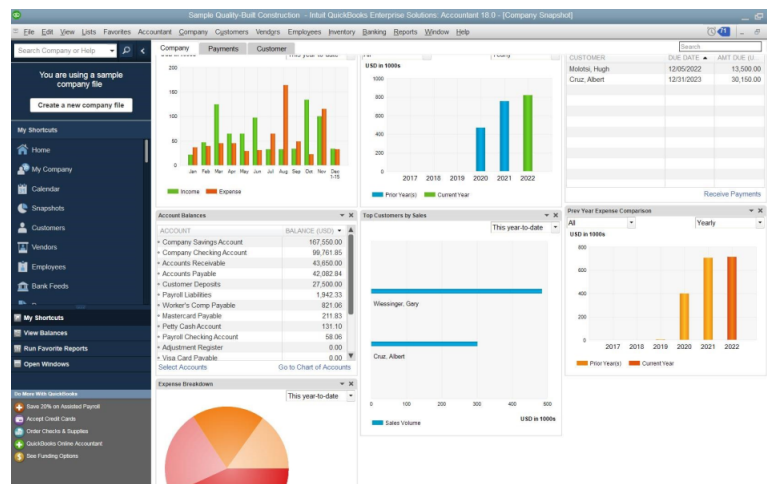 Sample Quality-Built Construction - Intuit QuickBooks Enterprise Solutions: Accountant 18.0 - [Company Snapshot]
File Edit View Lists Favorites Accountant Company Customers Vendors Employees Inventory Banking Reports Window Help
71
Search Company or Help
Company Payments Customer
Search
You are using a sample
company file
Create a new company file
My Shortcuts
Home
My Company
Calendar
Snapshots
Customers
Vendors
Employees
Bank Feeds
My Shortcuts
View Balances
Run Favorite Reports
Open Windows
Do More With QuickBooks
Save 20% on Assisted Payroll
Accept Credit Cards
Order Checks & Supplies
QuickBooks Online Accountant
See Funding Options
This year-to-date
200
150
100
50
0
Jan Feb Mar Apr May Jun Jul Aug Sep Oct Nov Dec
1-15
Income Expense
All Yearly
USD in 1000s
1000
800
600
400
200
0
2017 2018 2019 2020 2021 2022
Prior Year(s) Current Year
CUSTOMER DUE DATE AMT DUE (U...
Molotsi, Hugh 12/05/2022 13,500.00
Cruz, Albert 12/31/2023 30,150.00
Receive Payments
Account Balances
ACCOUNT BALANCE (USD)
Company Savings Account 167,550.00
Company Checking Account 99,761.85
Accounts Receivable 43,650.00
Accounts Payable 42,082.84
Customer Deposits 27,500.00
Payroll Liabilities 1,942.33
Worker's Comp Payable 821.06
Mastercard Payable 211.83
Petty Cash Account 131.10
Payroll Checking Account 58.06
Adjustment Register 0.00
Visa Card Payable 0.00
Select Accounts Go to Chart of Accounts
Top Customers by Sales
This year-to-date
Wiessinger, Gary
Cruz, Albert
0 100 200 300 400 500
USD in 1000s
Sales Volume
Prev Year Expense Comparison
All Yearly
USD in 1000s
800
600
400
200
0
2017 2018 2019 2020 2021 2022
Prior Year(s) Current Year
Expense Breakdown
This year-to-date